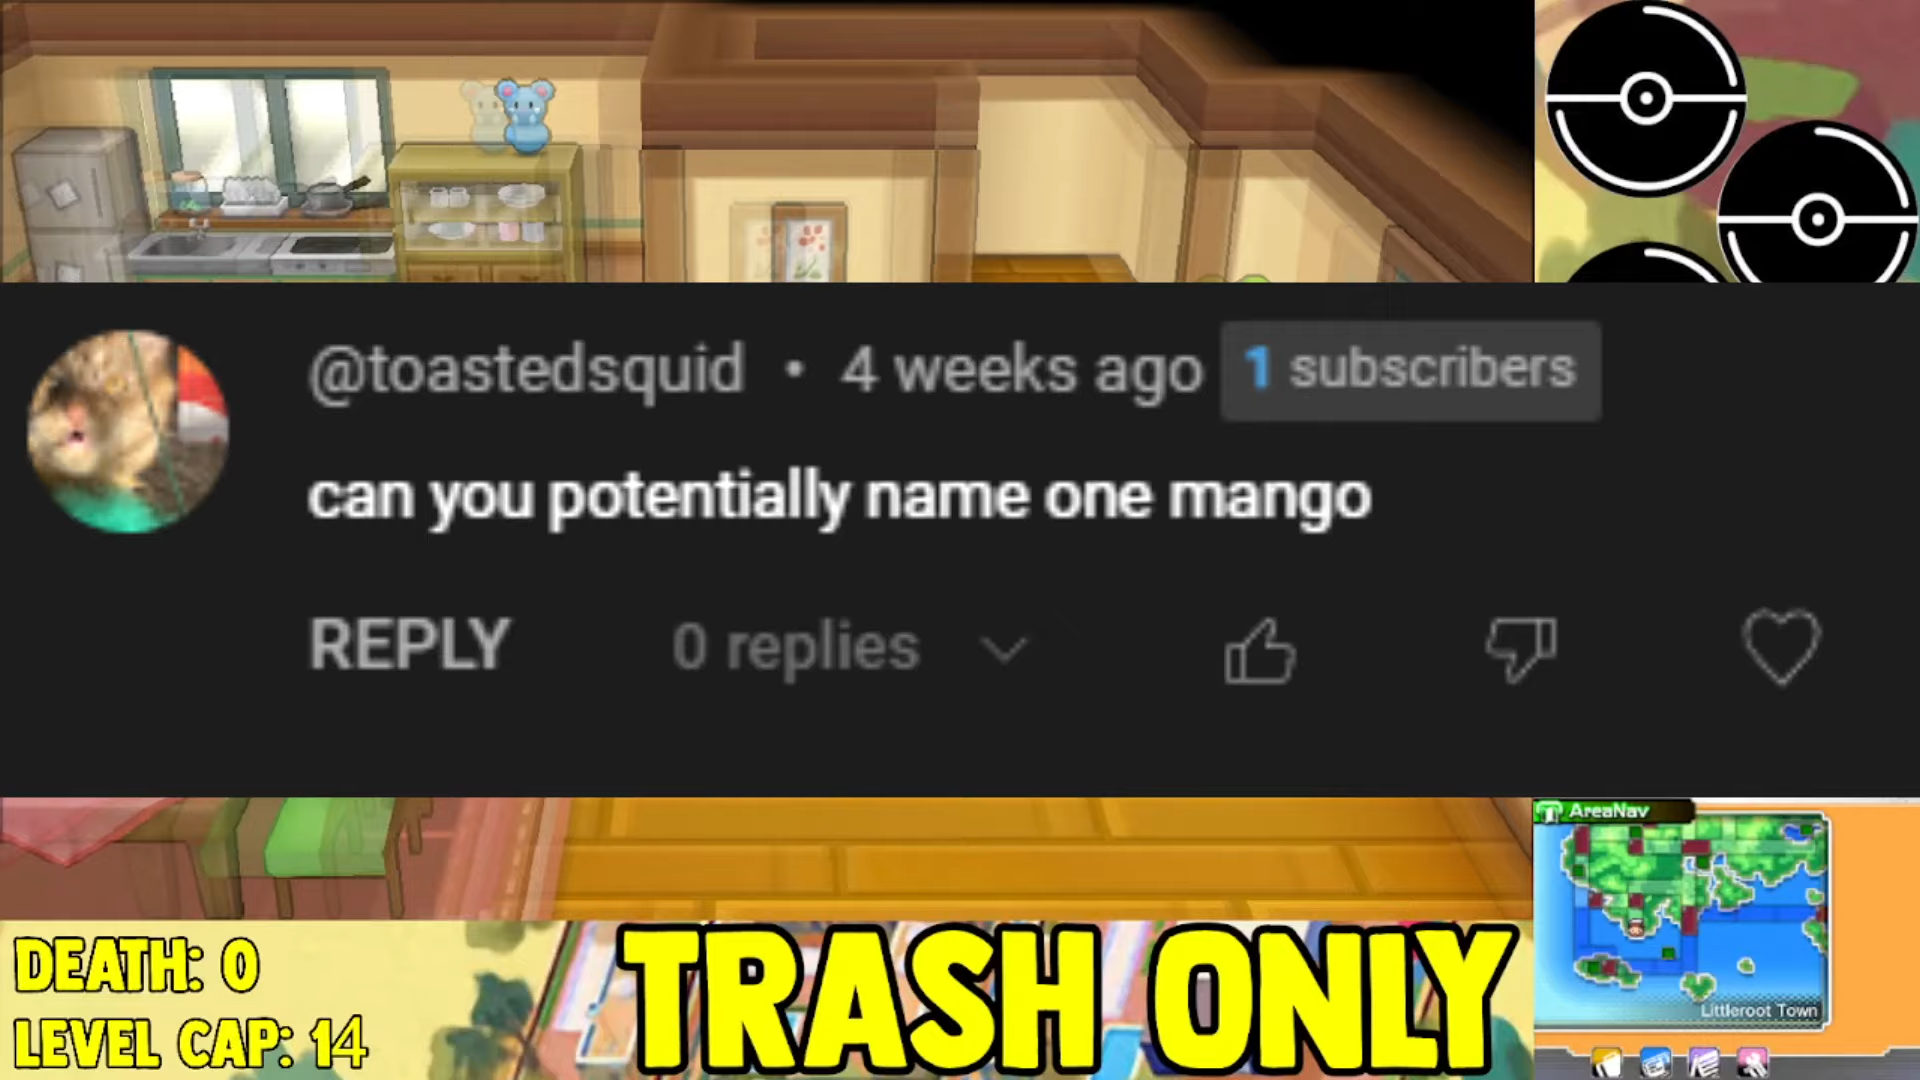 @toastedsquid • 4 weeks ago 1 subscribers
can you potentially name one mango
REPLY 0 replies
AreaNav
Littleroot Town
DEATH: 0
LEVEL CAP: 14
TRASH ONLY